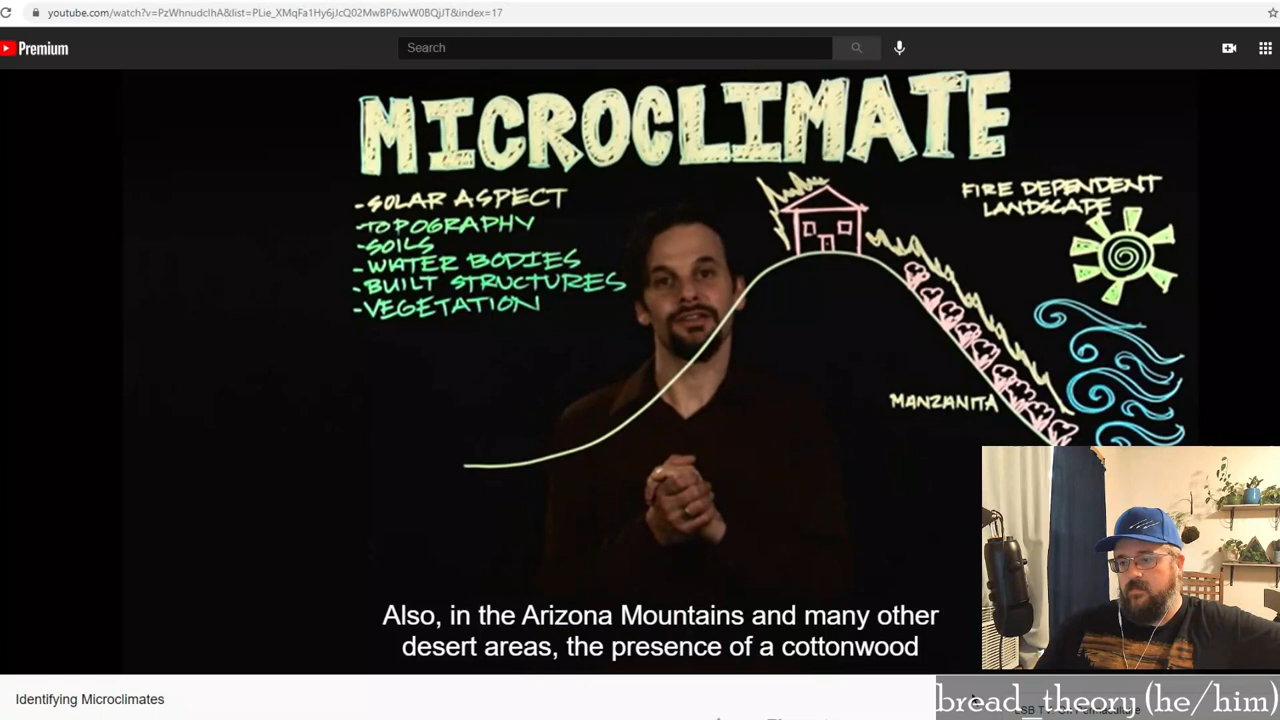 youtube.com/watch?v=PzWhnudcIhA&list=PLie_XMqFa1Hy6jJcQ02MwBP6JwW0BQjJT&index=17
Premium
Search
MICROCLIMATE
-SOLAR ASPECT
-TOPOGRAPHY
-SOILS
-WATER BODIES
-BUILT STRUCTURES
-VEGETATION
FIRE DEPENDENT
LANDSCAPE
MANZANITA
Also, in the Arizona Mountains and many other
desert areas, the presence of a cottonwood
Identifying Microclimates
bread_theory (he/him)